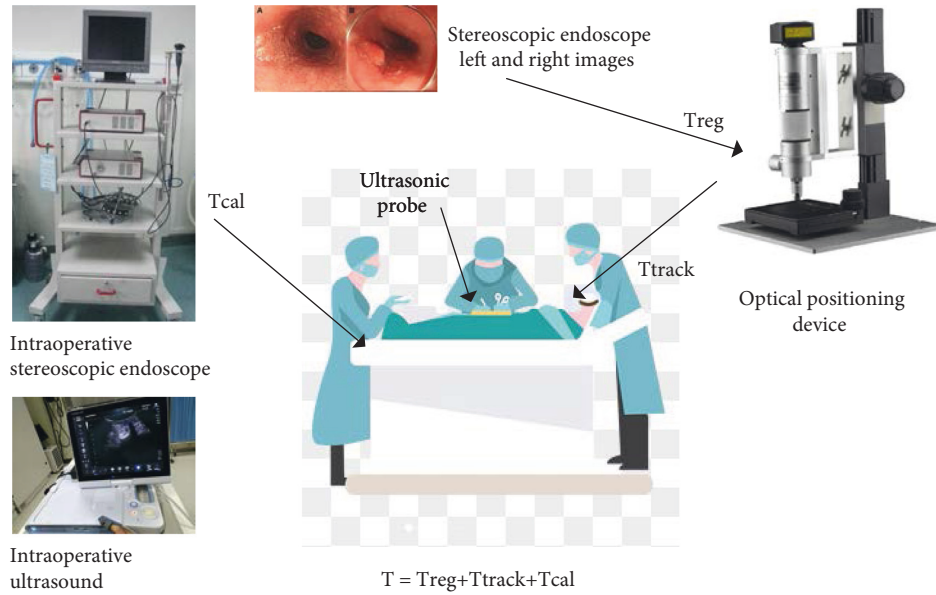 A
B
Stereoscopic endoscope
left and right images
Treg
Tcal
Ultrasonic
probe
Ttrack
Optical positioning
device
Intraoperative
stereoscopic endoscope
Intraoperative
ultrasound
T = Treg+Ttrack+Tcal